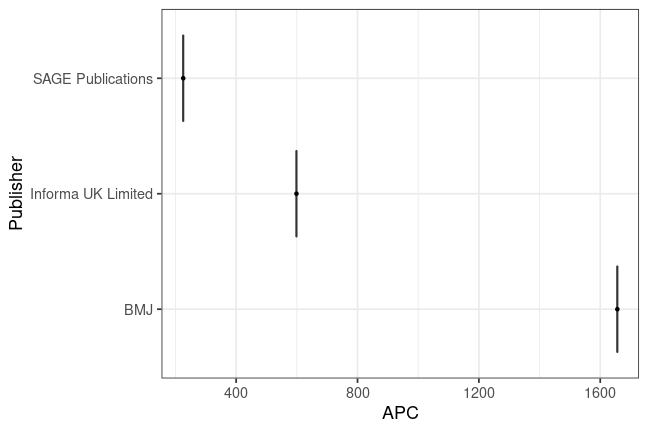 Publisher
SAGE Publications
Informa UK Limited
BMJ
400 800 1200 1600
APC